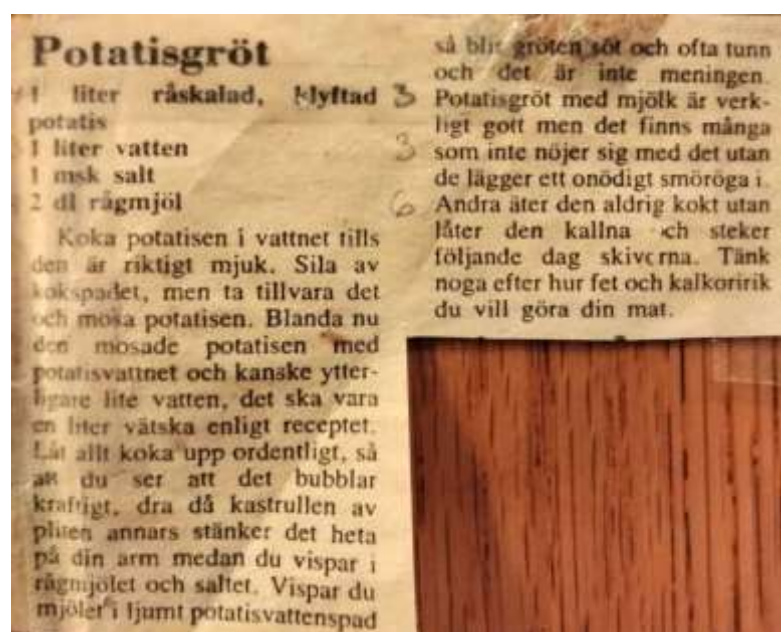 Potatisgröt
1 liter råskalad, klyftad 3
potatis
1 liter vatten 3
1 msk salt
2 dl rågmjöl 6
Koka potatisen i vattnet tills
den är riktigt mjuk. Sila av
kokspadet, men ta tillvara det
och mosa potatisen. Blanda nu
den mosade potatisen med
potatisvattnet och kanske ytter-
ligare lite vatten, det ska vara
en liter vätska enligt receptet.
Låt allt koka upp ordentligt, så
att du ser att det bubblar
kraftigt, dra då kastrullen av
plåten annars stänker det heta
på din arm medan du vispar i
rågmjölet och saltet. Vispar du
mjölet i ljumt potatisvattenspad
så blir gröten söt och ofta tunn
och det är inte meningen.
Potatisgröt med mjölk är verk-
ligt gott men det finns många
som inte nöjer sig med det utan
de lägger ett onödigt smöröga i.
Andra äter den aldrig kokt utan
låter den kallna och steker
följande dag skivorna. Tänk
noga efter hur fet och kalkoririk
du vill göra din mat.